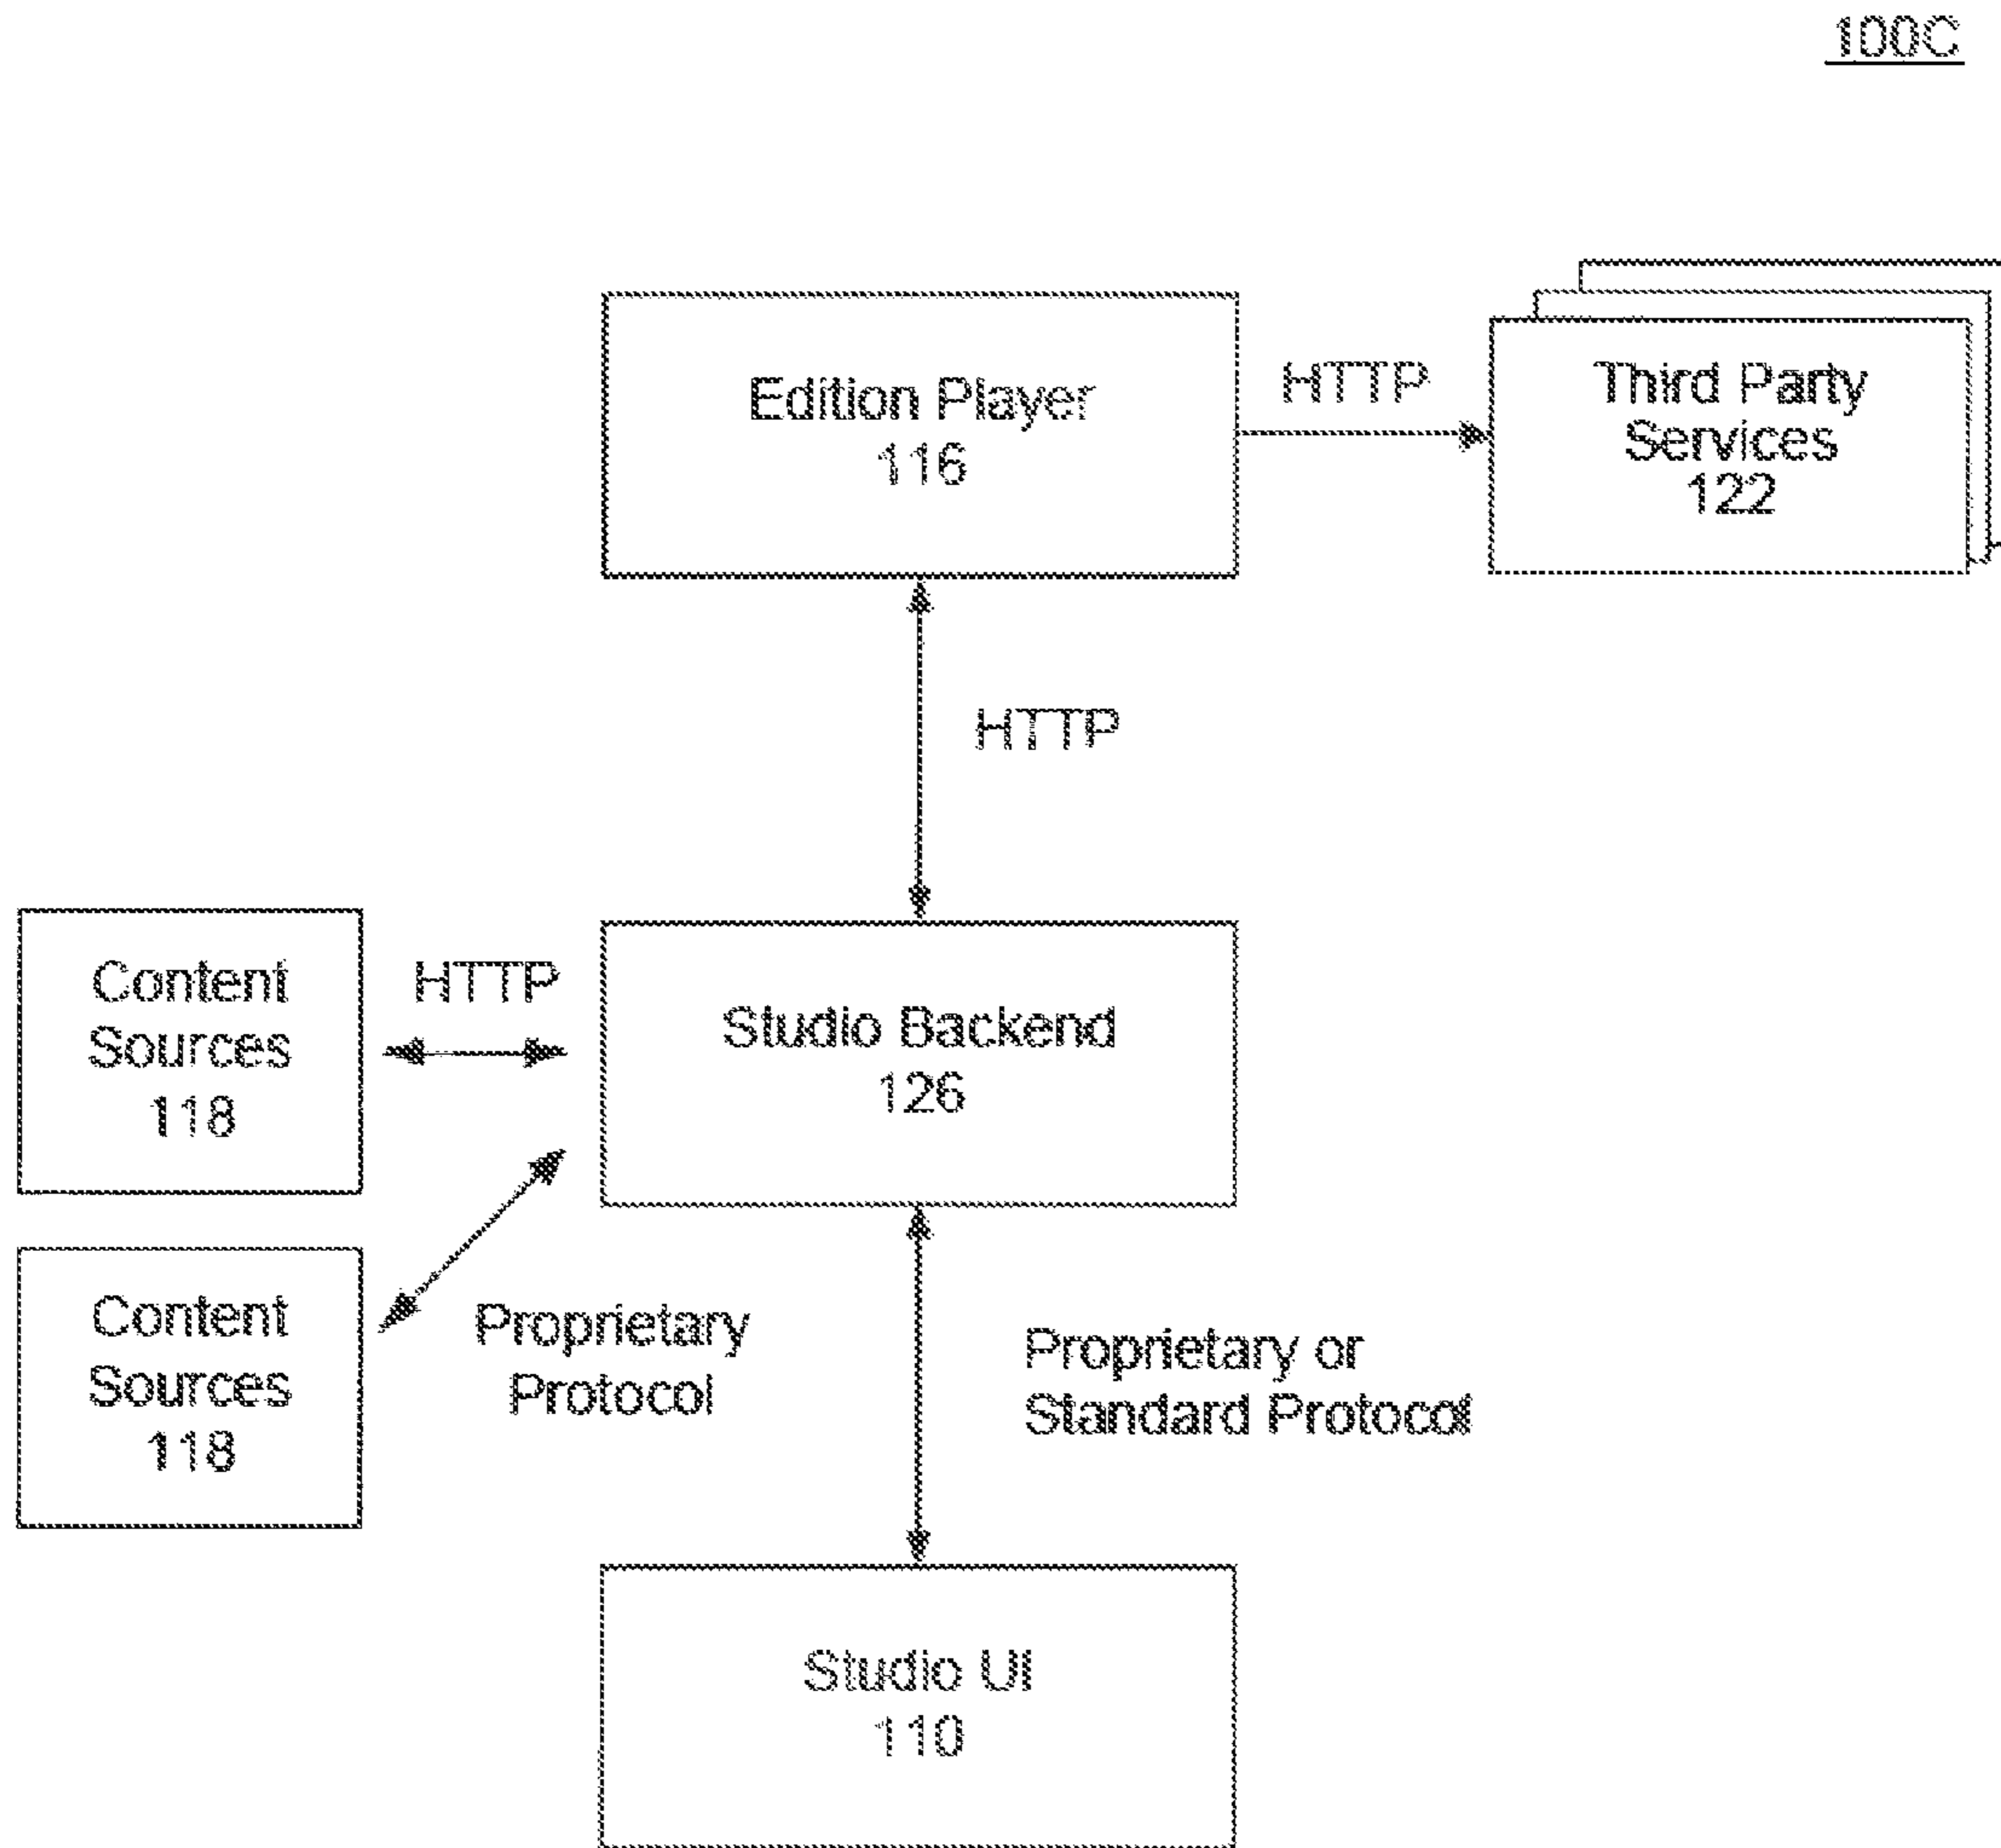 100C
Edition Player
116
HTTP
Third Party
Services
122
HTTP
Content
Sources
118
HTTP
Studio Backend
126
Content
Sources
118
Proprietary
Protocol
Proprietary or
Standard Protocol
Studio UI
110